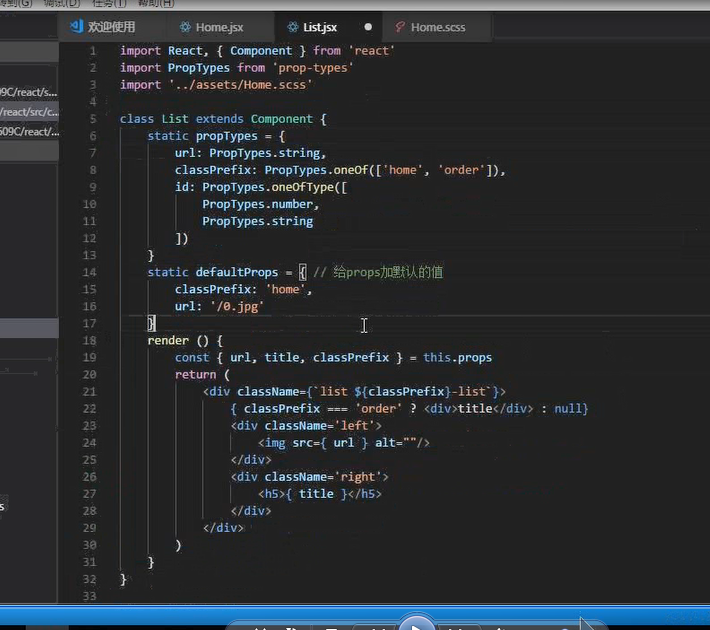 调试(D) 任务(T) 帮助(H)
欢迎使用 Home.jsx List.jsx Home.scss
09C/react/s...
/react/src/c...
609C/react/...
1 import React, { Component } from 'react'
2 import PropTypes from 'prop-types'
3 import '../assets/Home.scss'
4
5 class List extends Component {
6 static propTypes = {
7 url: PropTypes.string,
8 classPrefix: PropTypes.oneOf(['home', 'order']),
9 id: PropTypes.oneOfType([
10 PropTypes.number,
11 PropTypes.string
12 ])
13 }
14 static defaultProps = { // 给props加默认的值
15 classPrefix: 'home',
16 url: '/0.jpg'
17 }
18 render () {
19 const { url, title, classPrefix } = this.props
20 return (
21 <div className={`list ${classPrefix}-list`}>
22 { classPrefix === 'order' ? <div>title</div> : null}
23 <div className='left'>
24 <img src={ url } alt=""/>
25 </div>
26 <div className='right'>
27 <h5>{ title }</h5>
28 </div>
29 </div>
30 )
31 }
32 }
33